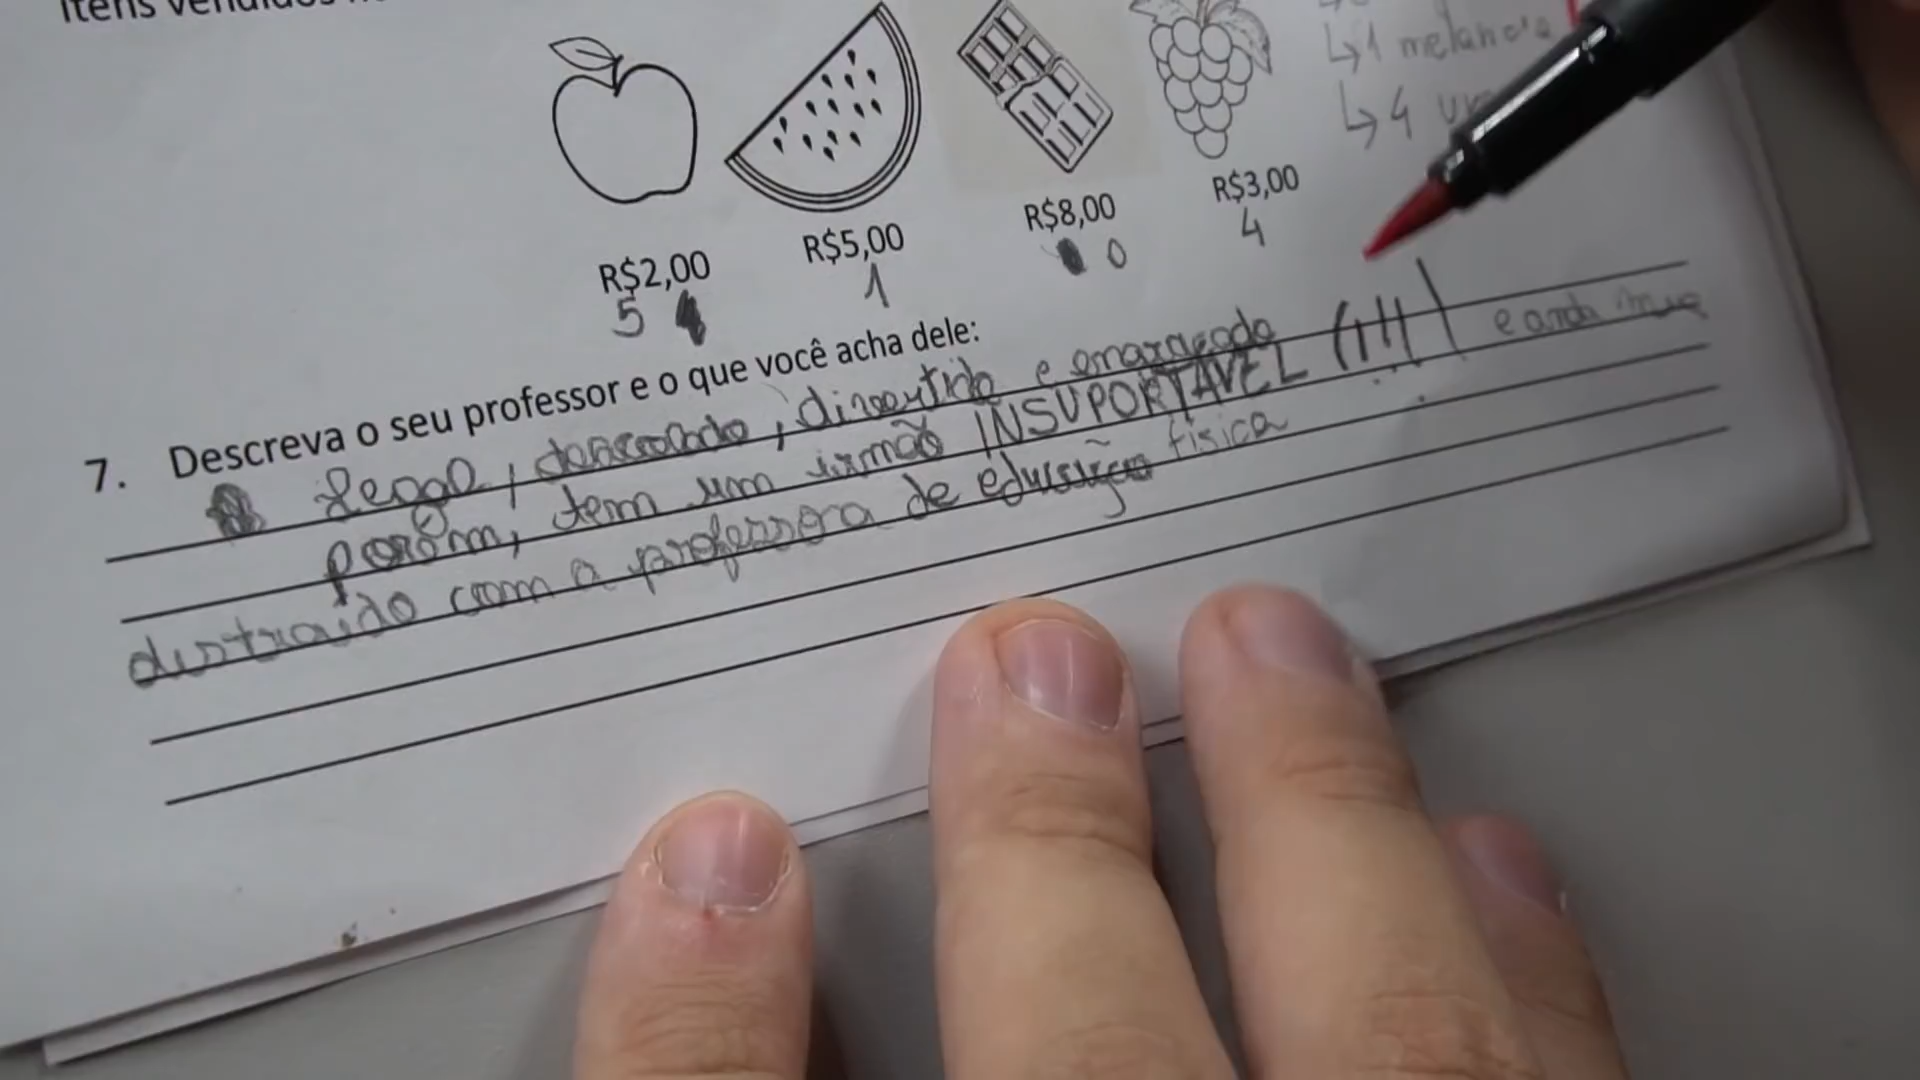 itens vendidos
↳ 1 melancia
↳ 4
R$2,00 R$5,00 R$8,00 R$3,00
5 1 0 4
7. Descreva o seu professor e o que você acha dele:
Legal, descolado, divertido e engraçado
porém, tem um irmão INSUPORTÁVEL (!!!) e anda
distraído com a professora de educação física